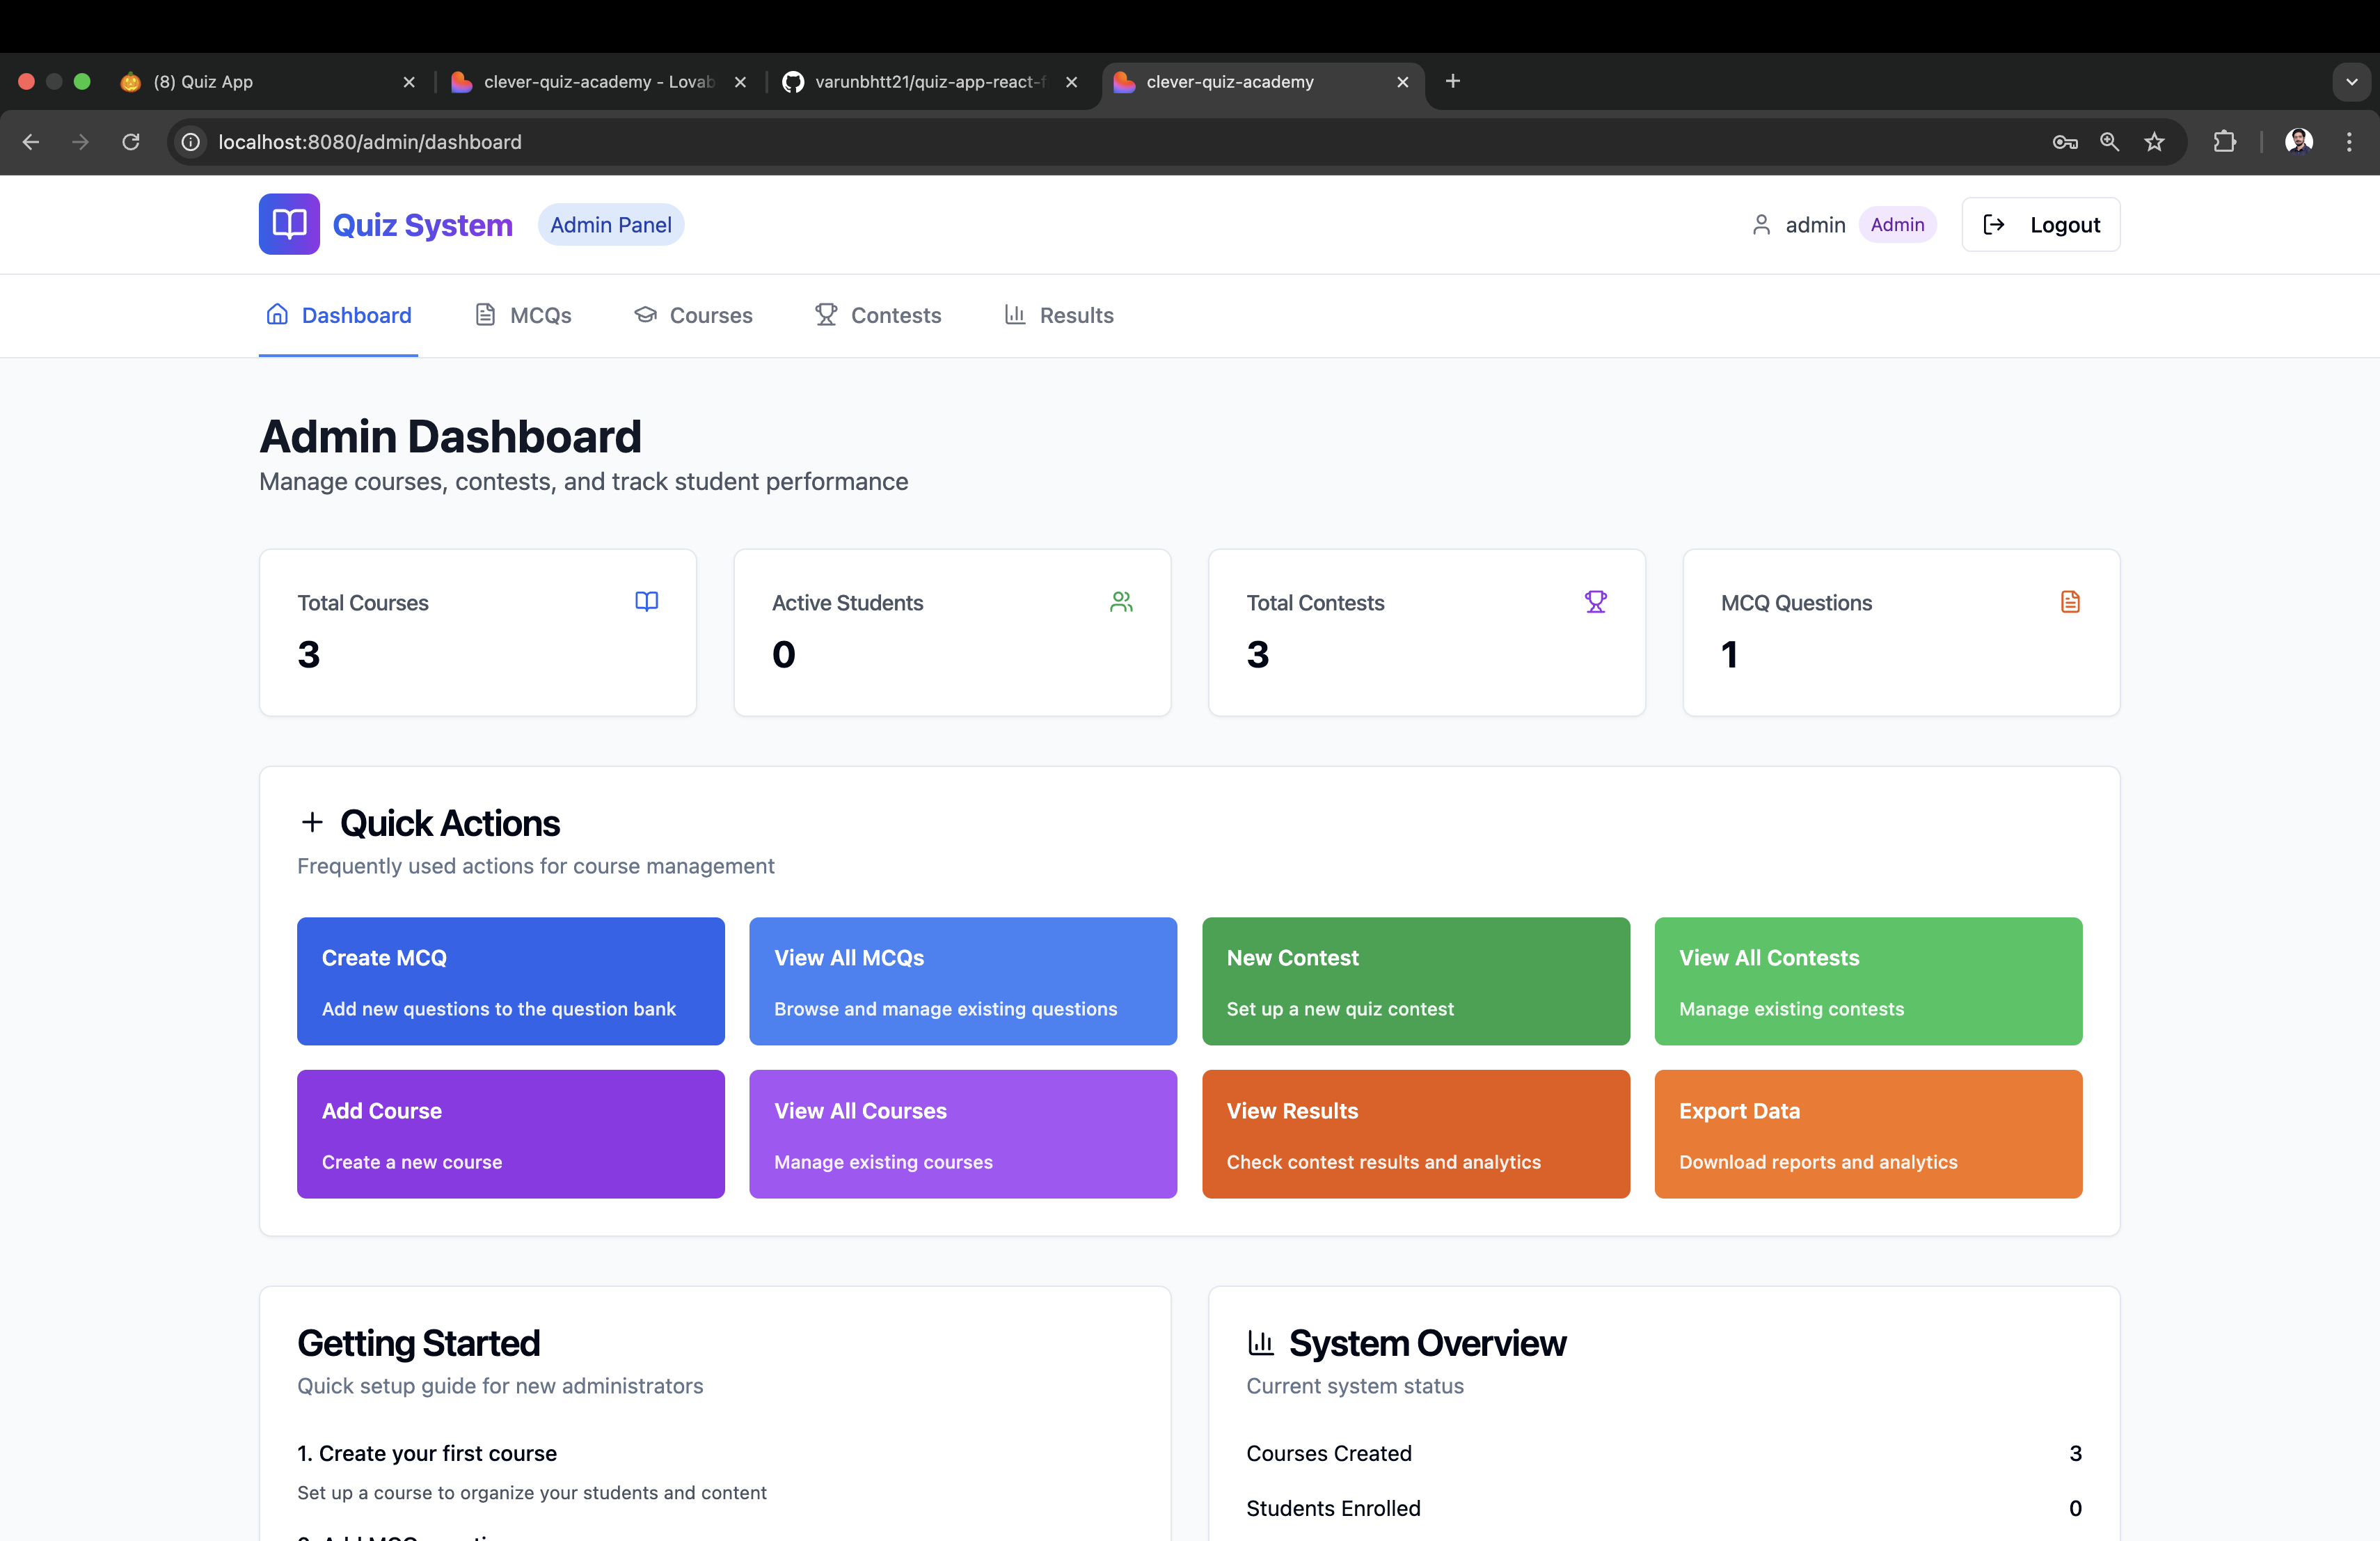 (8) Quiz App
clever-quiz-academy - Lovab
varunbhtt21/quiz-app-react-f
clever-quiz-academy
localhost:8080/admin/dashboard
Quiz System
Admin Panel
admin
Admin
Logout
Dashboard
MCQs
Courses
Contests
Results
Admin Dashboard
Manage courses, contests, and track student performance
Total Courses
3
Active Students
0
Total Contests
3
MCQ Questions
1
Quick Actions
Frequently used actions for course management
Create MCQ
Add new questions to the question bank
View All MCQs
Browse and manage existing questions
New Contest
Set up a new quiz contest
View All Contests
Manage existing contests
Add Course
Create a new course
View All Courses
Manage existing courses
View Results
Check contest results and analytics
Export Data
Download reports and analytics
Getting Started
Quick setup guide for new administrators
1. Create your first course
Set up a course to organize your students and content
System Overview
Current system status
Courses Created
3
Students Enrolled
0